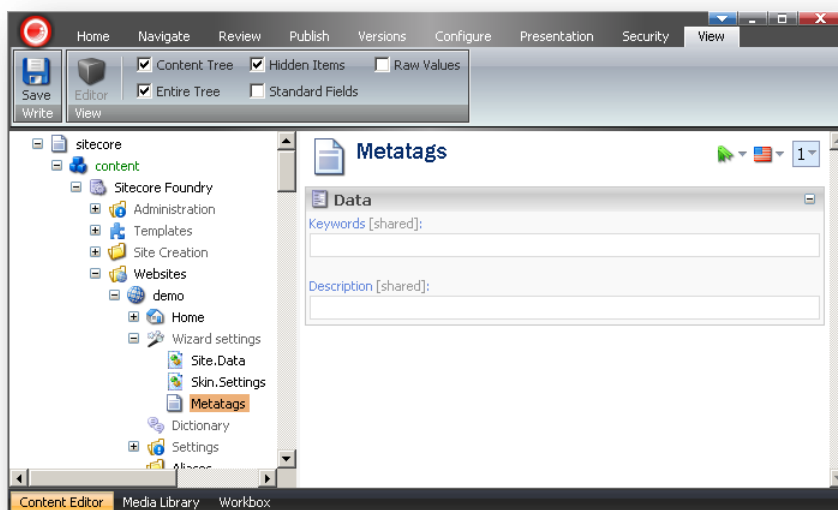 Home Navigate Review Publish Versions Configure Presentation Security View
Content Tree Hidden Items Raw Values
Save Editor Entire Tree Standard Fields
Write View
sitecore
content
Sitecore Foundry
Administration
Templates
Site Creation
Websites
demo
Home
Wizard settings
Site.Data
Skin.Settings
Metatags
Dictionary
Settings
Aliases
Metatags
1
Data
Keywords [shared]:
Description [shared]:
Content Editor Media Library Workbox